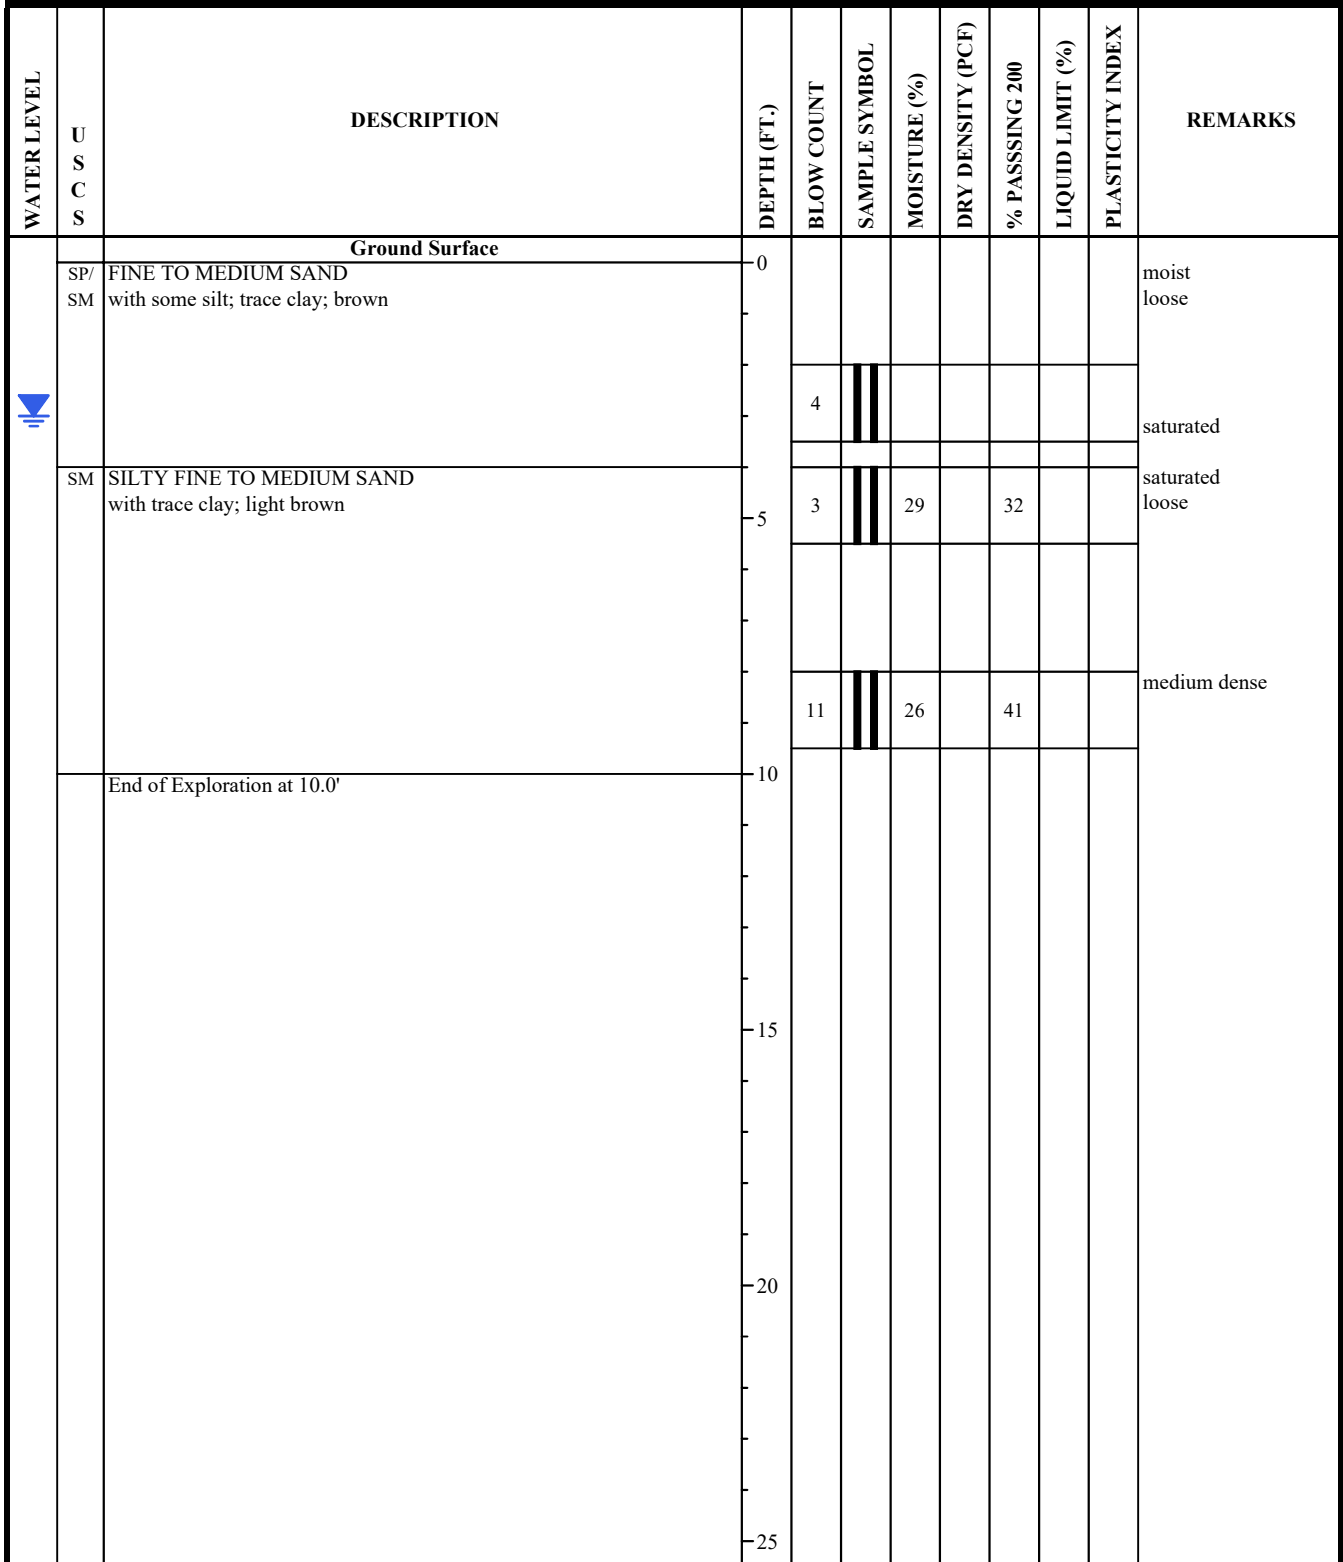 WATER LEVEL
U
S
C
S
DESCRIPTION
DEPTH (FT.)
BLOW COUNT
SAMPLE SYMBOL
MOISTURE (%)
DRY DENSITY (PCF)
% PASSSING 200
LIQUID LIMIT (%)
PLASTICITY INDEX
REMARKS
Ground Surface
0
SP/ FINE TO MEDIUM SAND
moist
SM with some silt; trace clay; brown
loose
4
saturated
SM SILTY FINE TO MEDIUM SAND
saturated
with trace clay; light brown
loose
5
3 29 32
medium dense
11 26 41
10
End of Exploration at 10.0'
15
20
25